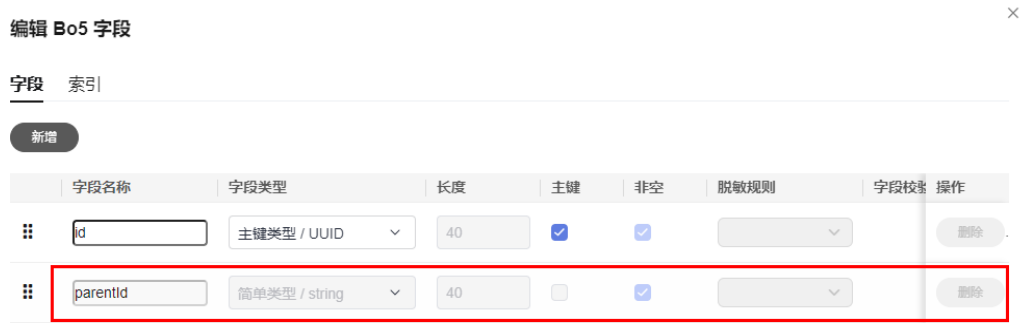 编辑 Bo5 字段
字段 索引
新增
字段名称 字段类型 长度 主键 非空 脱敏规则 字段校验 操作
id 主键类型 / UUID 40 删除
parentId 简单类型 / string 40 删除